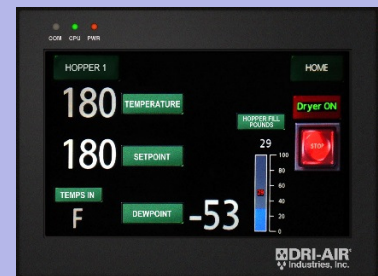 COM CPU PWR
HOPPER 1
HOME
180 TEMPERATURE
Dryer ON
HOPPER FILL
POUNDS
180 SETPOINT
29
STOP
100
80
60
40
20
0
TEMPS IN
F
DEWPOINT -53
DRI-AIR
Industries, Inc.